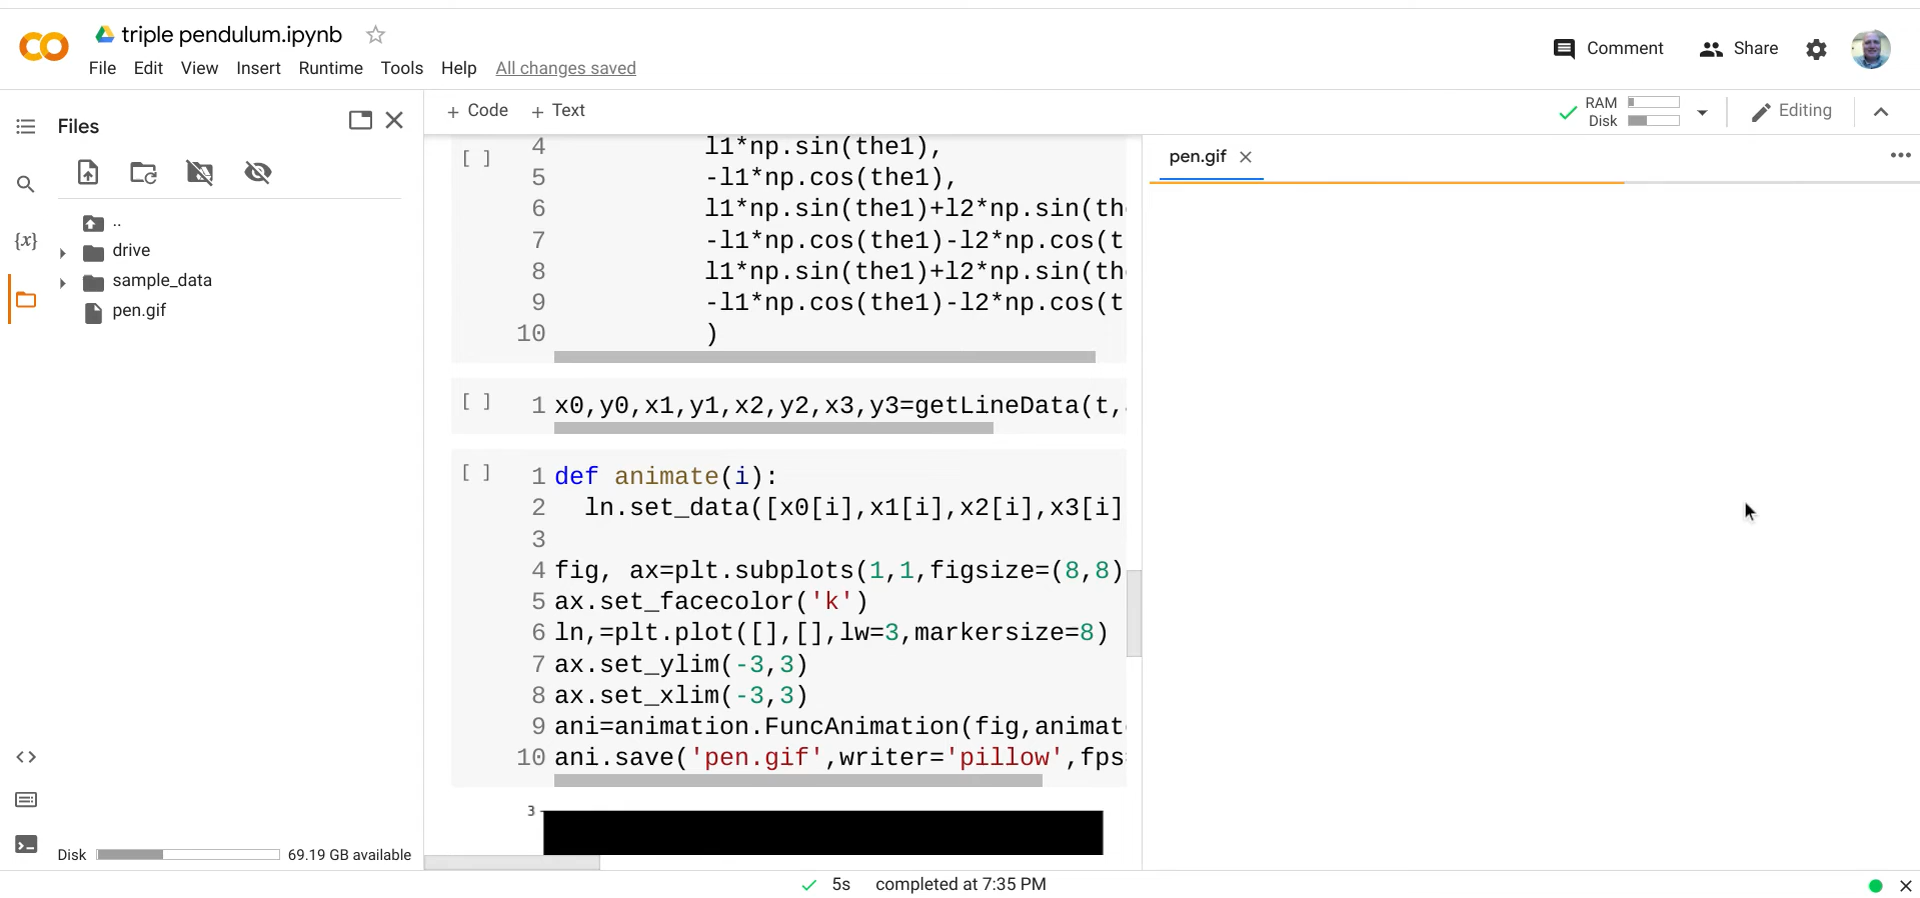 triple pendulum.ipynb
File Edit View Insert Runtime Tools Help All changes saved
Comment Share
Files
+ Code + Text
RAM
Disk
Editing
..
drive
sample_data
pen.gif
Disk 69.19 GB available
[ ] 4 l1*np.sin(the1),
5 -l1*np.cos(the1),
6 l1*np.sin(the1)+l2*np.sin(th
7 -l1*np.cos(the1)-l2*np.cos(t
8 l1*np.sin(the1)+l2*np.sin(the
9 -l1*np.cos(the1)-l2*np.cos(t
10 )
[ ] 1 x0,y0,x1,y1,x2,y2,x3,y3=getLineData(t,
[ ] 1 def animate(i):
2 ln.set_data([x0[i],x1[i],x2[i],x3[i]
3
4 fig, ax=plt.subplots(1,1,figsize=(8,8)
5 ax.set_facecolor('k')
6 ln,=plt.plot([],[],lw=3,markersize=8)
7 ax.set_ylim(-3,3)
8 ax.set_xlim(-3,3)
9 ani=animation.FuncAnimation(fig,animat
10 ani.save('pen.gif',writer='pillow',fps
3
pen.gif
{x}
5s completed at 7:35 PM